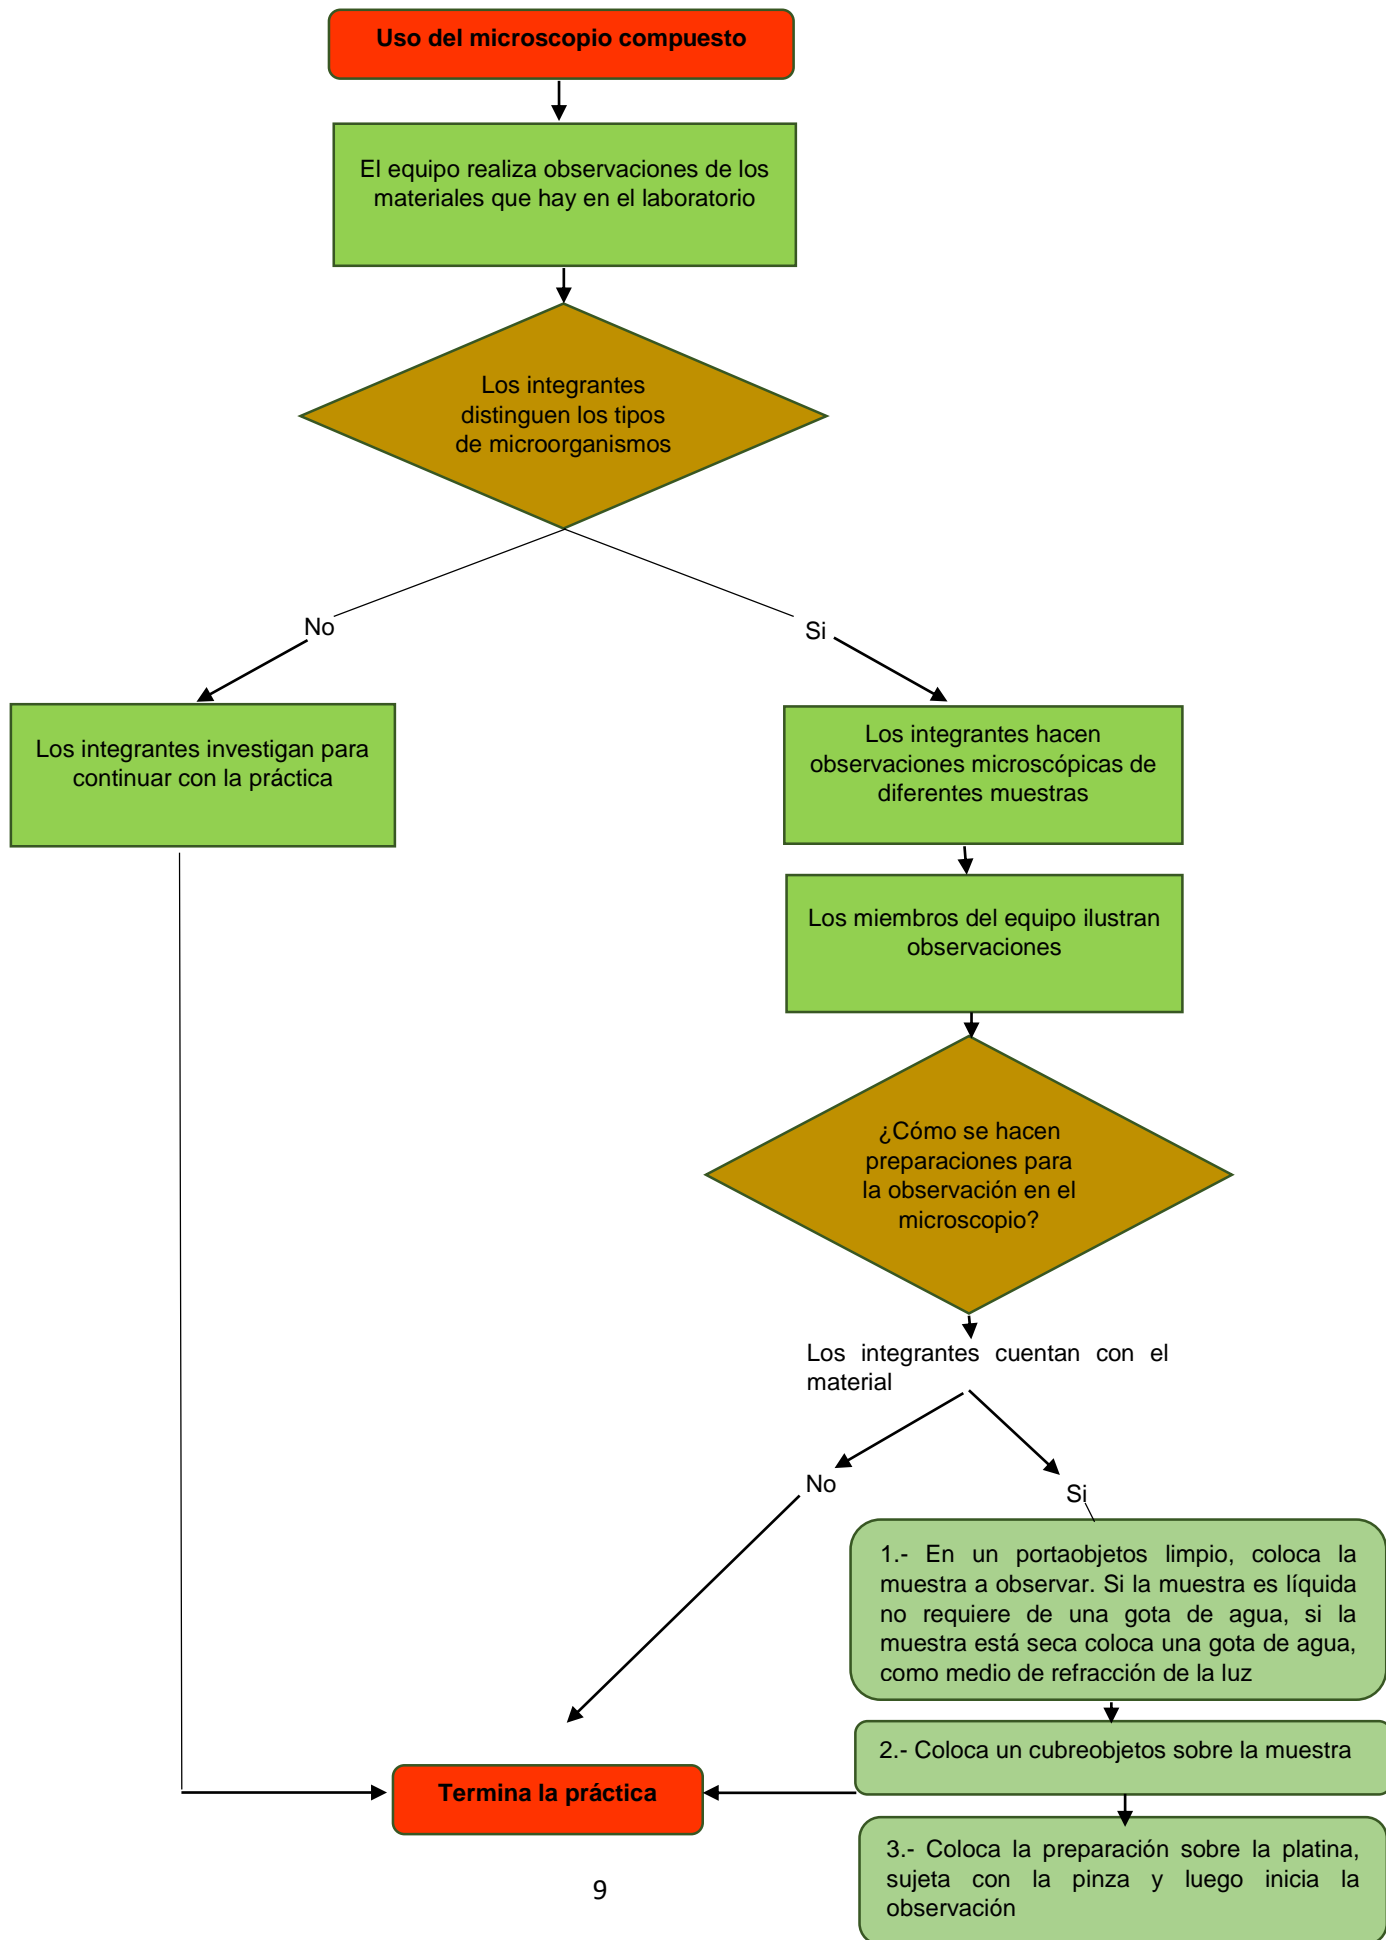 Uso del microscopio compuesto
El equipo realiza observaciones de los
materiales que hay en el laboratorio
Los integrantes
distinguen los tipos
de microorganismos
No
Si
Los integrantes investigan para
continuar con la práctica
Los integrantes hacen
observaciones microscópicas de
diferentes muestras
Los miembros del equipo ilustran
observaciones
¿Cómo se hacen
preparaciones para
la observación en el
microscopio?
Los integrantes cuentan con el
material
No
Si
1.- En un portaobjetos limpio, coloca la
muestra a observar. Si la muestra es líquida
no requiere de una gota de agua, si la
muestra está seca coloca una gota de agua,
como medio de refracción de la luz
2.- Coloca un cubreobjetos sobre la muestra
Termina la práctica
3.- Coloca la preparación sobre la platina,
sujeta con la pinza y luego inicia la
observación
9